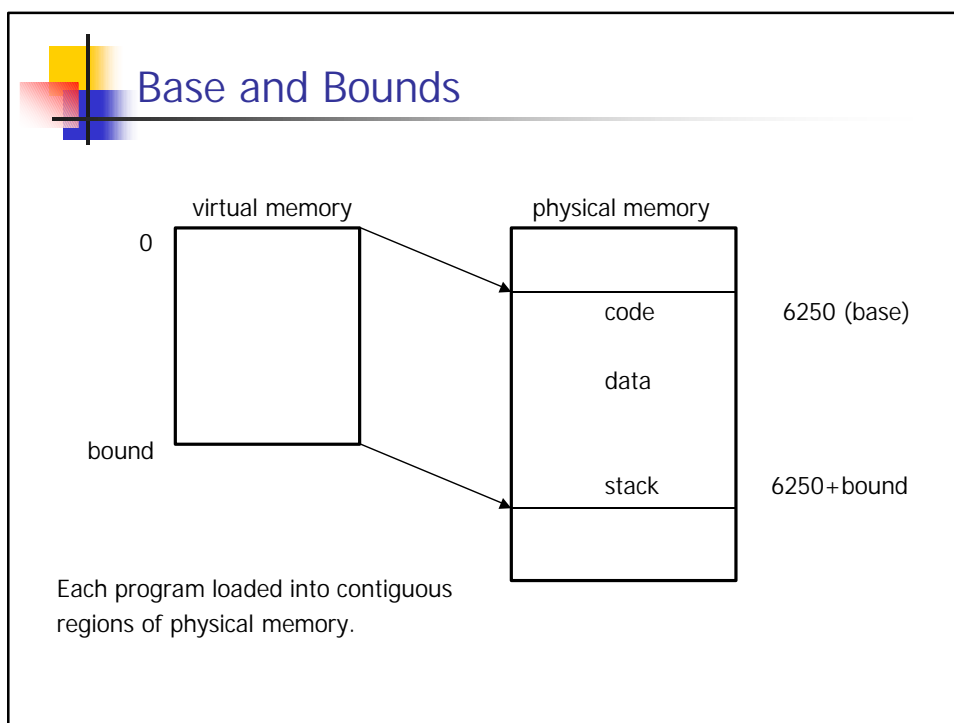 Base and Bounds
virtual memory
physical memory
0
code
6250 (base)
data
bound
stack
6250+bound
Each program loaded into contiguous
regions of physical memory.